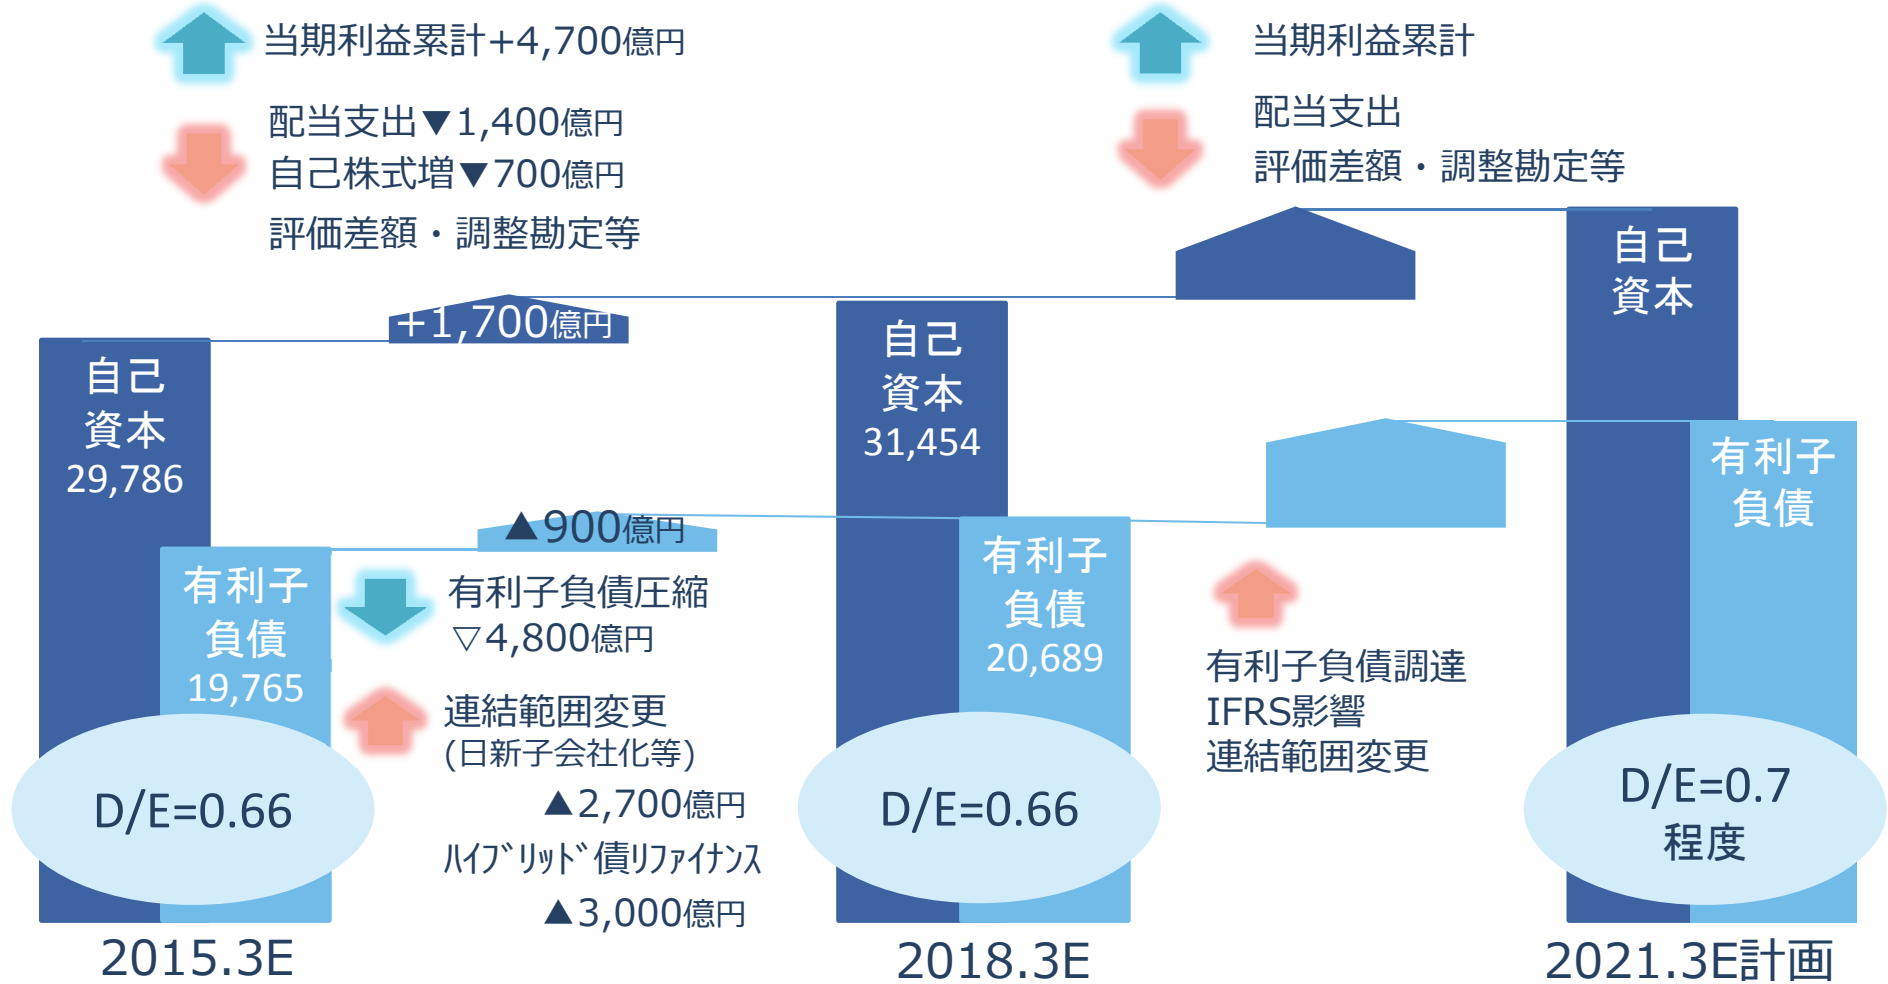 当期利益累計+4,700億円
配当支出▼1,400億円
自己株式増▼700億円
評価差額・調整勘定等
当期利益累計
配当支出
評価差額・調整勘定等
+1,700億円
自己
資本
29,786
自己
資本
31,454
自己
資本
▲900億円
有利子
負債
19,765
有利子負債圧縮
▽4,800億円
連結範囲変更
(日新子会社化等)
▲2,700億円
ﾊｲﾌﾞﾘｯﾄﾞ債ﾘﾌｧｲﾅﾝｽ
▲3,000億円
有利子
負債
20,689
有利子負債調達
IFRS影響
連結範囲変更
有利子
負債
D/E=0.66
D/E=0.66
D/E=0.7
程度
2015.3E
2018.3E
2021.3E計画